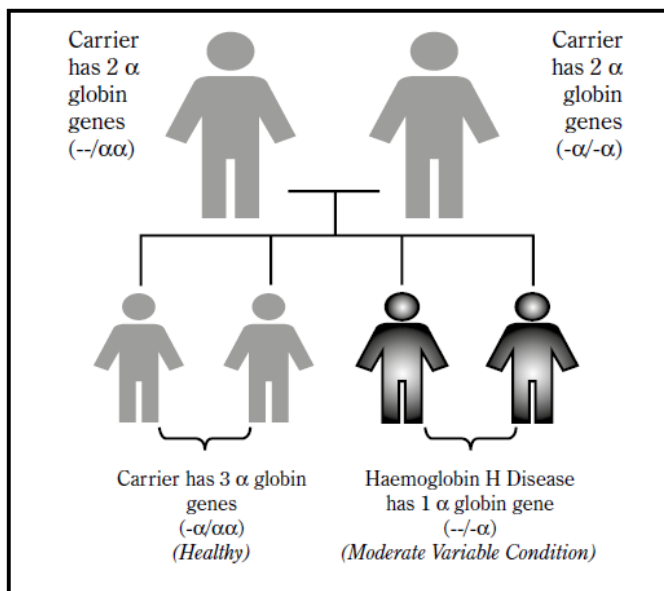 Carrier
has 2 α
globin
genes
(--/αα)
Carrier
has 2 α
globin
genes
(-α/-α)
Carrier has 3 α globin
genes
(-α/αα)
(Healthy)
Haemoglobin H Disease
has 1 α globin gene
(--/-α)
(Moderate Variable Condition)